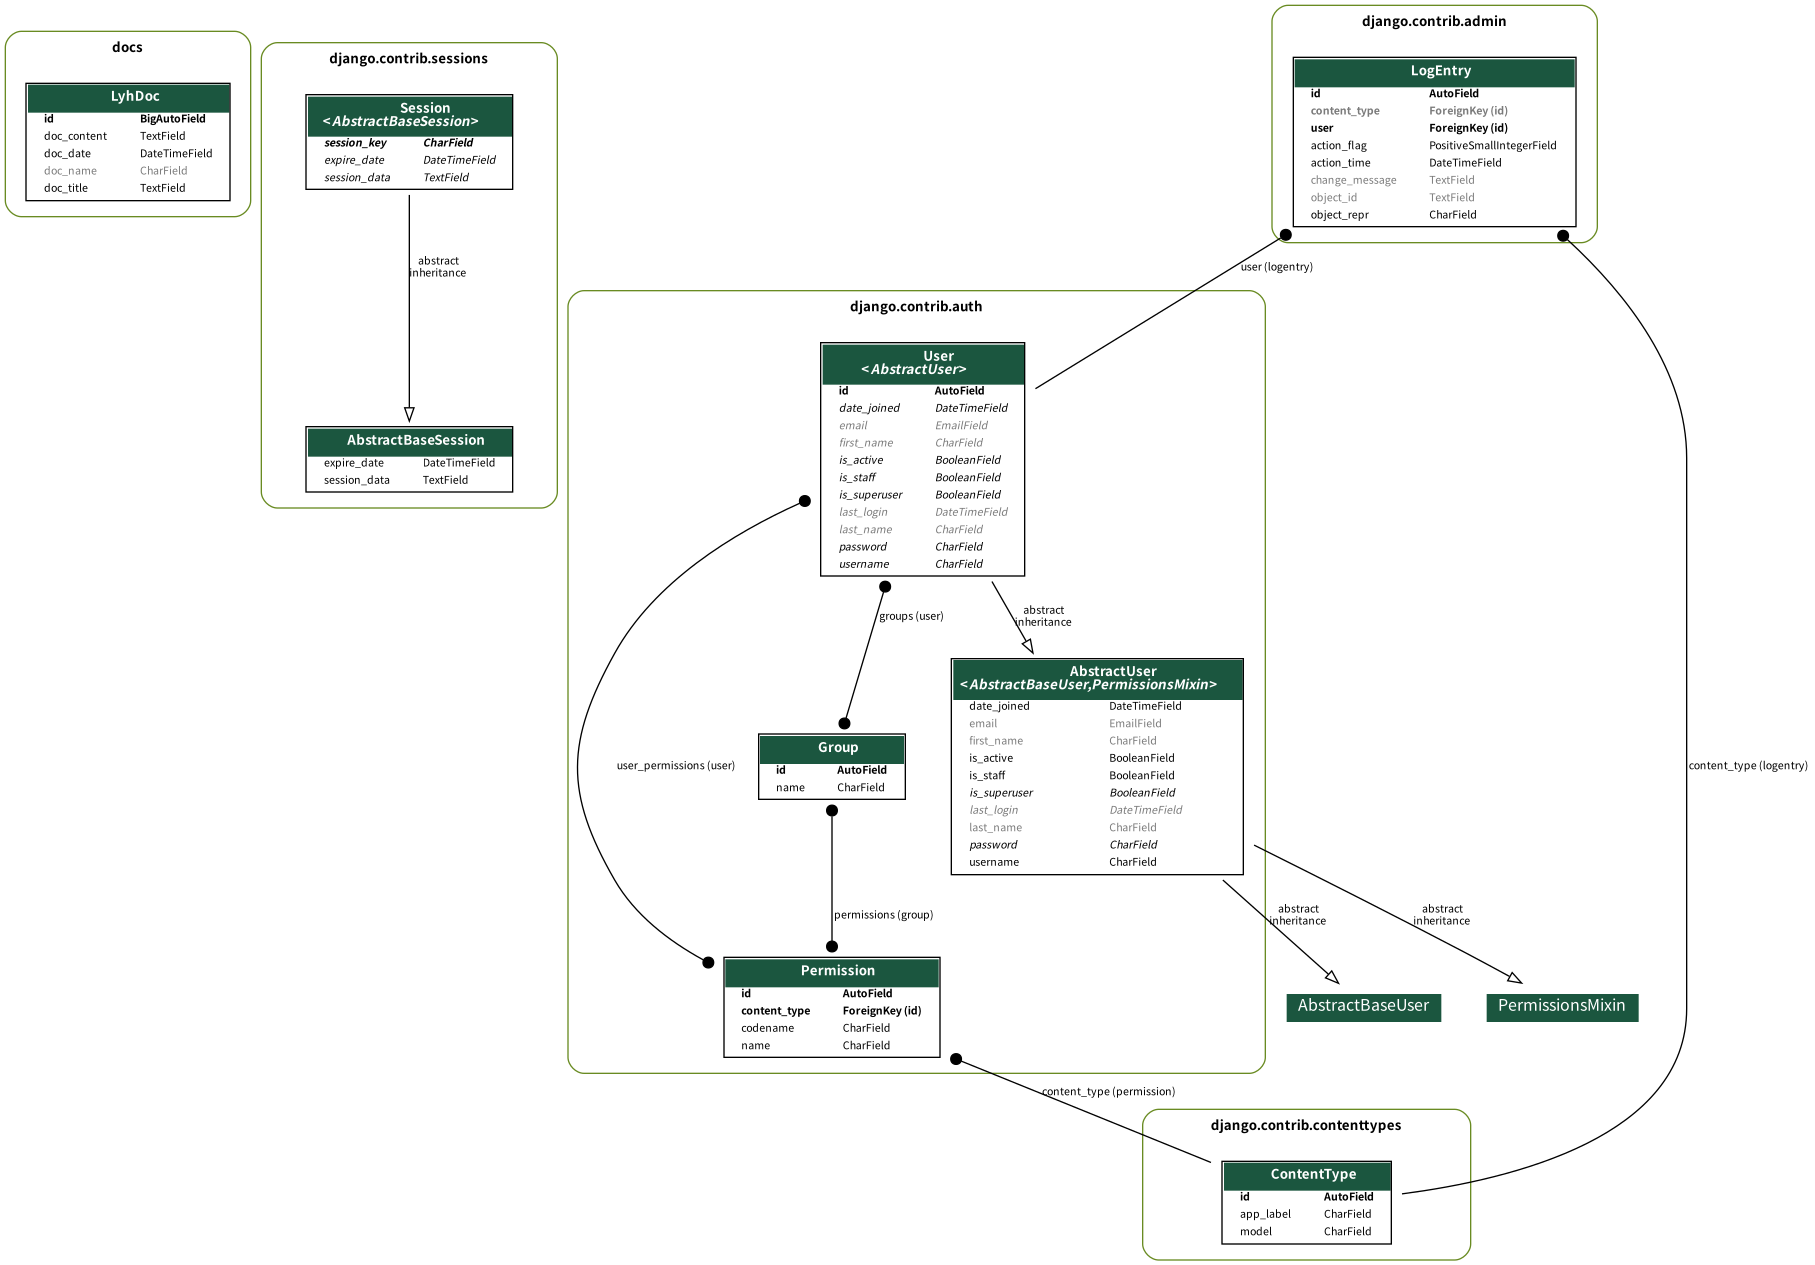 docs
LyhDoc
id BigAutoField
doc_content TextField
doc_date DateTimeField
doc_name CharField
doc_title TextField
django.contrib.sessions
Session
<AbstractBaseSession>
session_key CharField
expire_date DateTimeField
session_data TextField
abstract
inheritance
AbstractBaseSession
expire_date DateTimeField
session_data TextField
django.contrib.admin
LogEntry
id AutoField
content_type ForeignKey (id)
user ForeignKey (id)
action_flag PositiveSmallIntegerField
action_time DateTimeField
change_message TextField
object_id TextField
object_repr CharField
user (logentry)
django.contrib.auth
User
<AbstractUser>
id AutoField
date_joined DateTimeField
email EmailField
first_name CharField
is_active BooleanField
is_staff BooleanField
is_superuser BooleanField
last_login DateTimeField
last_name CharField
password CharField
username CharField
groups (user)
abstract
inheritance
AbstractUser
<AbstractBaseUser,PermissionsMixin>
date_joined DateTimeField
email EmailField
first_name CharField
is_active BooleanField
is_staff BooleanField
is_superuser BooleanField
last_login DateTimeField
last_name CharField
password CharField
username CharField
user_permissions (user)
Group
id AutoField
name CharField
content_type (logentry)
permissions (group)
abstract
inheritance
abstract
inheritance
Permission
id AutoField
content_type ForeignKey (id)
codename CharField
name CharField
AbstractBaseUser
PermissionsMixin
content_type (permission)
django.contrib.contenttypes
ContentType
id AutoField
app_label CharField
model CharField